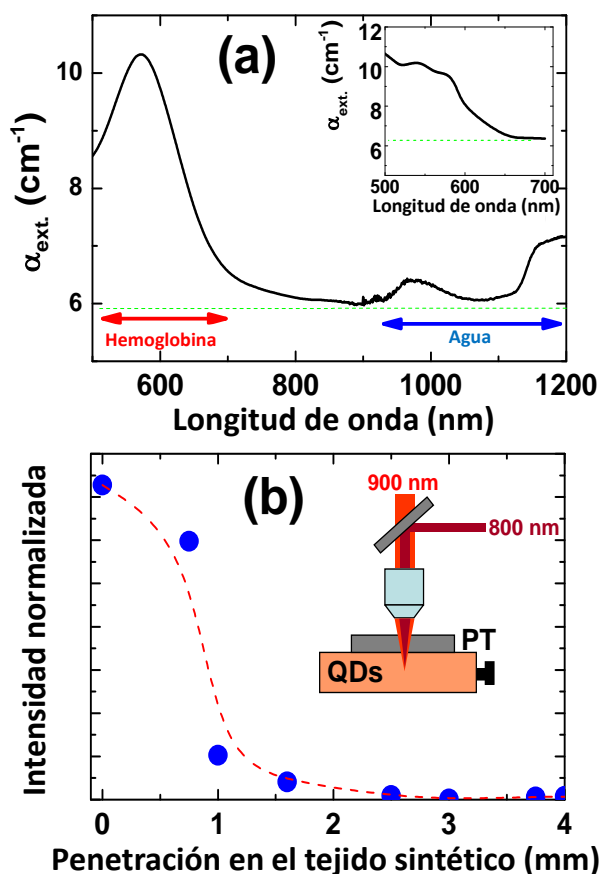 (a)
α_ext. (cm⁻¹)
10
8
6
Hemoglobina
Agua
600
800
1000
1200
Longitud de onda (nm)
α_ext. (cm⁻¹)
12
10
8
6
500
600
700
Longitud de onda (nm)
(b)
Intensidad normalizada
900 nm
800 nm
PT
QDs
0
1
2
3
4
Penetración en el tejido sintético (mm)